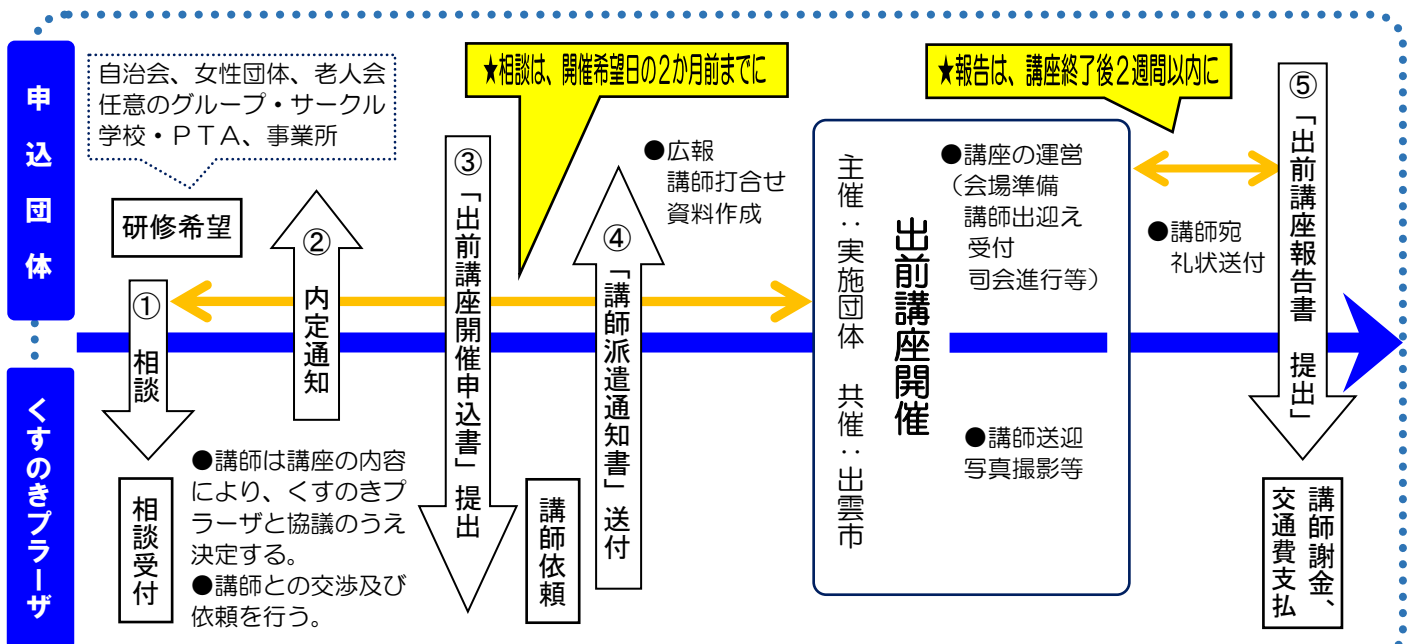 申込団体
自治会、女性団体、老人会
任意のグループ・サークル
学校・PTA、事業所
研修希望
① 相談
② 内定通知
★相談は、開催希望日の2か月前までに
③「出前講座開催申込書」提出
④「講師派遣通知書」送付
●広報
講師打合せ
資料作成
主催：実施団体 共催：出雲市
出前講座開催
●講座の運営
（会場準備
講師出迎え
受付
司会進行等）
●講師送迎
写真撮影等
★報告は、講座終了後2週間以内に
●講師宛
礼状送付
⑤「出前講座報告書 提出」
くすのきプラーザ
相談受付
●講師は講座の内容
により、くすのきプ
ラーザと協議のうえ
決定する。
●講師との交渉及び
依頼を行う。
講師依頼
講師謝金、
交通費支払